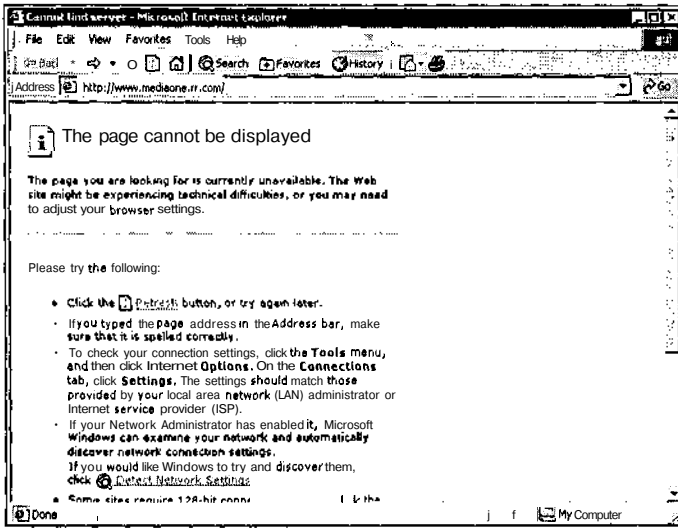 Cannot find server - Microsoft Internet Explorer
File Edit View Favorites Tools Help
Back Search Favorites History
Address http://www.mediaone.rr.com/ Go
The page cannot be displayed
The page you are looking for is currently unavailable. The Web
site might be experiencing technical difficulties, or you may need
to adjust your browser settings.
Please try the following:
• Click the Refresh button, or try again later.
• If you typed the page address in the Address bar, make
sure that it is spelled correctly.
• To check your connection settings, click the Tools menu,
and then click Internet Options. On the Connections
tab, click Settings. The settings should match those
provided by your local area network (LAN) administrator or
Internet service provider (ISP).
• If your Network Administrator has enabled it, Microsoft
Windows can examine your network and automatically
discover network connection settings.
If you would like Windows to try and discover them,
click Detect Network Settings
• Some sites require 128-bit the
Done My Computer